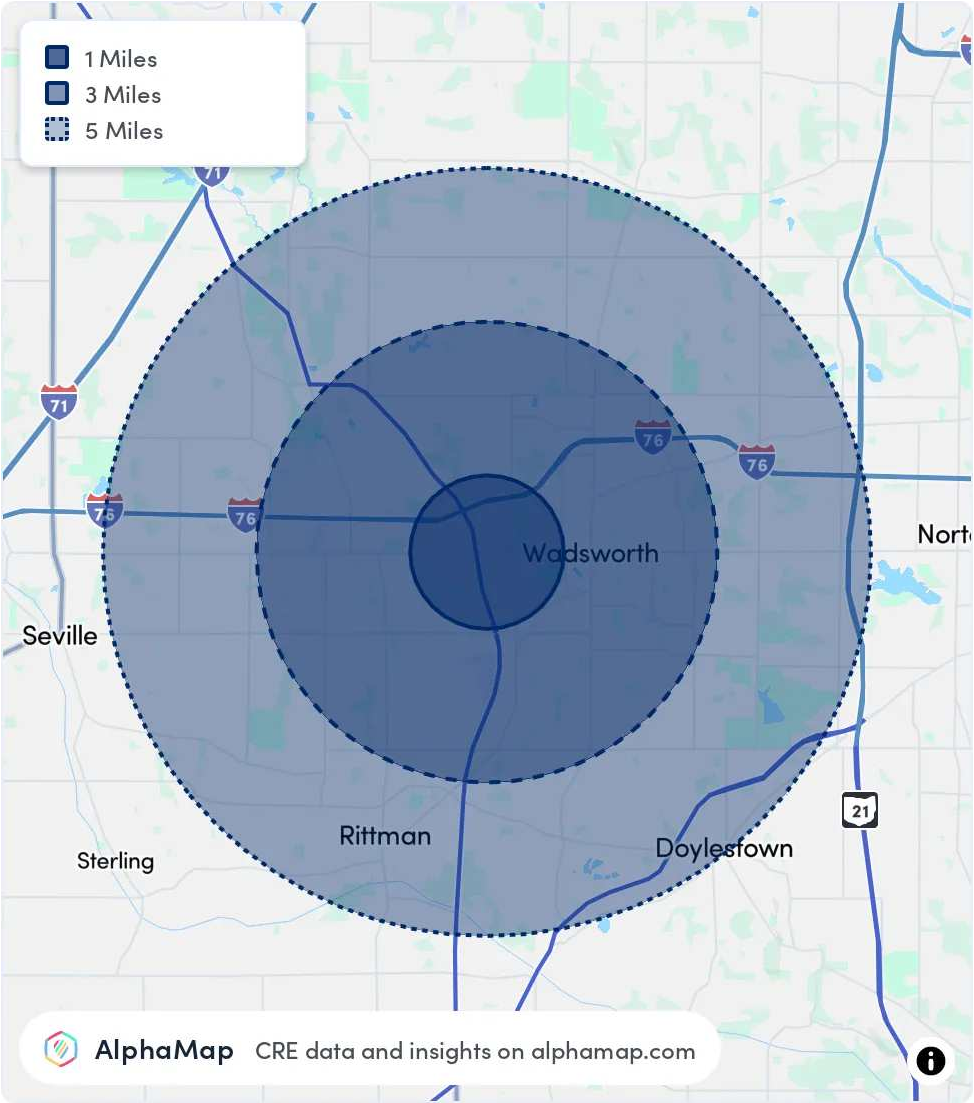 1 Miles
3 Miles
5 Miles
71
71
76
76
76
76
Wadsworth
Nort
Seville
21
Rittman
Doylestown
Sterling
AlphaMap CRE data and insights on alphamap.com
i